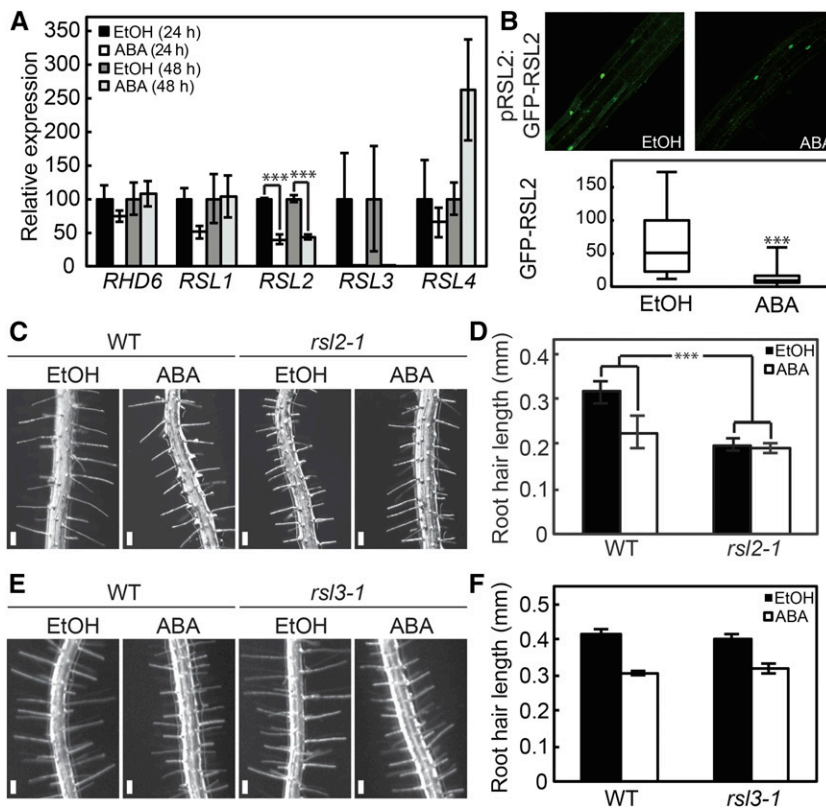 A
B
Relative expression
350
300
250
200
150
100
50
0
EtOH (24 h)
ABA (24 h)
EtOH (48 h)
ABA (48 h)
***
***
RHD6 RSL1 RSL2 RSL3 RSL4
pRSL2:
GFP-RSL2
EtOH
ABA
GFP-RSL2
150
100
50
0
***
EtOH ABA
C
WT rsl2-1
EtOH ABA EtOH ABA
D
Root hair length (mm)
0.4
0.3
0.2
0.1
0
***
EtOH
ABA
WT rsl2-1
E
WT rsl3-1
EtOH ABA EtOH ABA
F
Root hair length (mm)
0.5
0.4
0.3
0.2
0.1
0
EtOH
ABA
WT rsl3-1